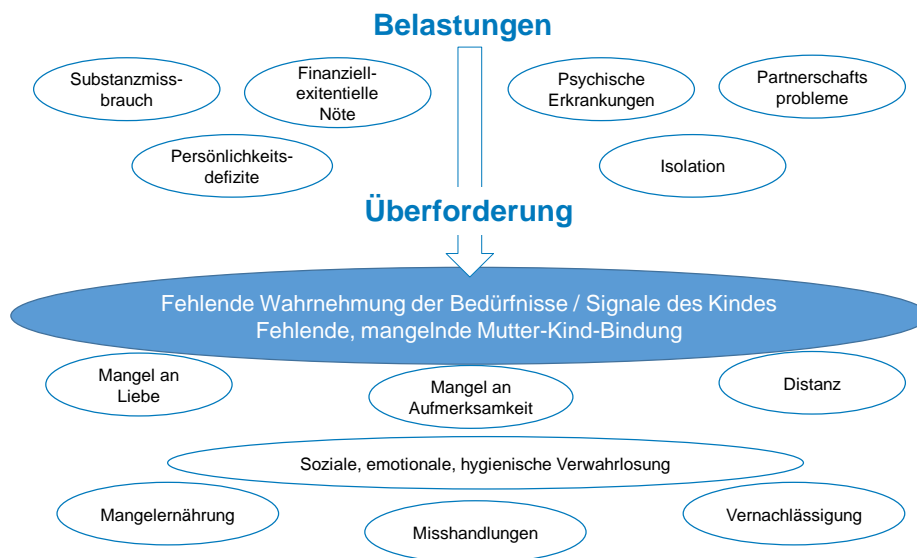 Belastungen
Substanzmiss-
brauch
Finanziell-
exitentielle
Nöte
Psychische
Erkrankungen
Partnerschafts
probleme
Persönlichkeits-
defizite
Isolation
Überforderung
Fehlende Wahrnehmung der Bedürfnisse / Signale des Kindes
Fehlende, mangelnde Mutter-Kind-Bindung
Mangel an
Liebe
Mangel an
Aufmerksamkeit
Distanz
Soziale, emotionale, hygienische Verwahrlosung
Mangelernährung
Misshandlungen
Vernachlässigung